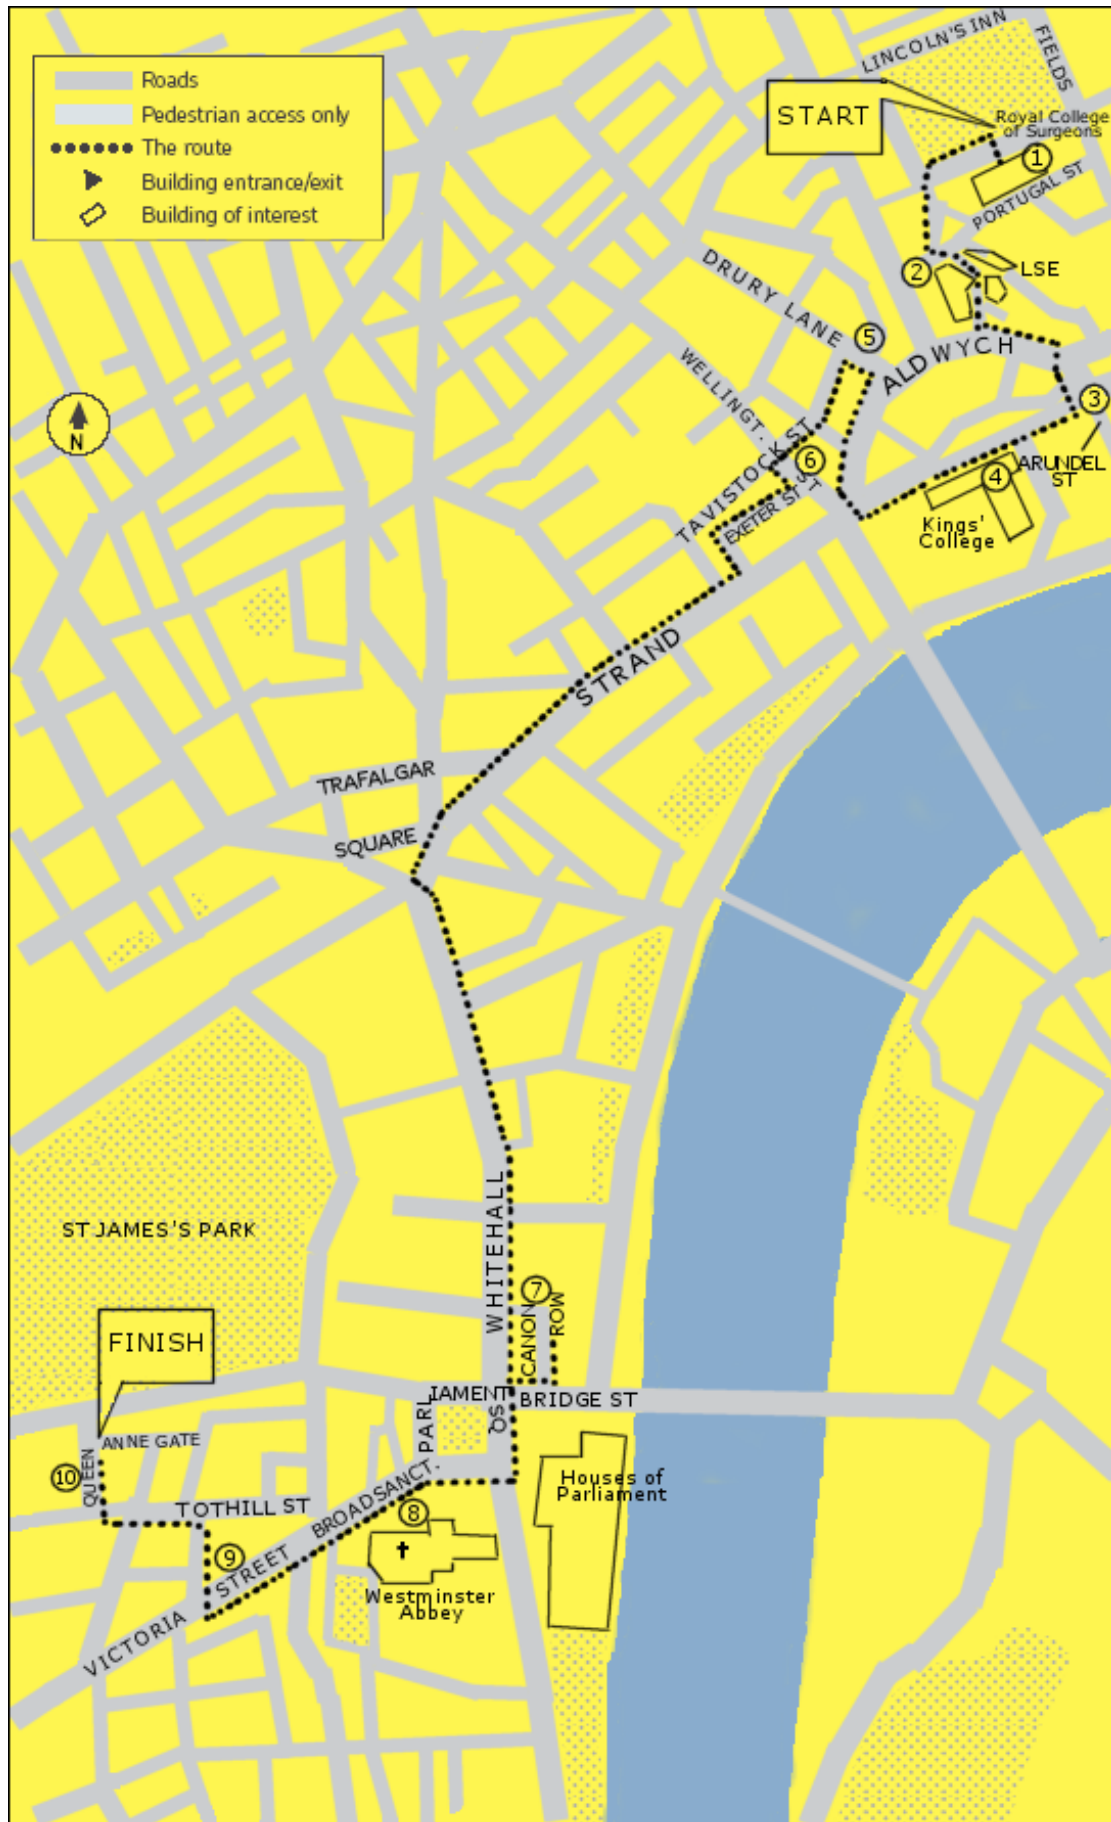 Roads
Pedestrian access only
The route
Building entrance/exit
Building of interest
LINCOLN'S INN
FIELDS
START
Royal College
of Surgeons
1
PORTUGAL ST
2
LSE
DRURY LANE
5
ALDWYCH
WELLINGT.
ST
3
TAVISTOCK ST
6
ARUNDEL
ST
4
EXETER ST
Kings'
College
N
STRAND
TRAFALGAR
SQUARE
WHITEHALL
ST JAMES'S PARK
7
CANON
ROW
FINISH
PARL
IAMENT
SQ
BRIDGE ST
ANNE GATE
QUEEN
10
Houses of
Parliament
TOTHILL ST
BROADSANCT.
8
9
VICTORIA STREET
Westminster
Abbey